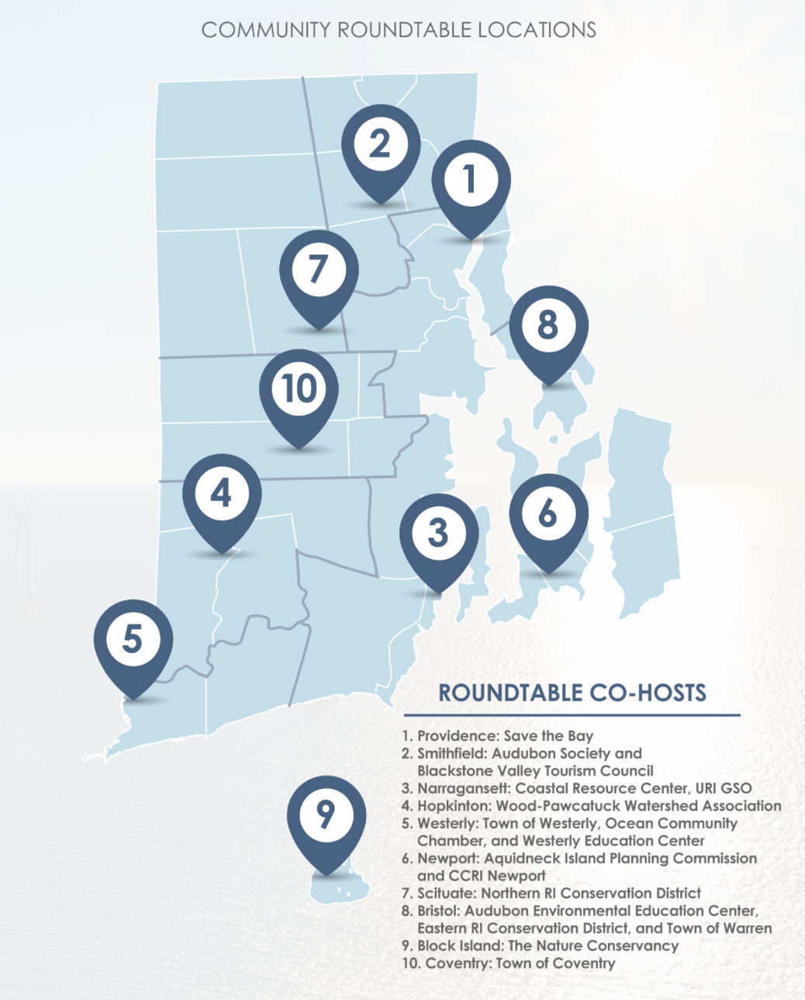 COMMUNITY ROUNDTABLE LOCATIONS
2
1
7
8
10
4
6
3
5
9
ROUNDTABLE CO-HOSTS
1. Providence: Save the Bay
2. Smithfield: Audubon Society and
Blackstone Valley Tourism Council
3. Narragansett: Coastal Resource Center, URI GSO
4. Hopkinton: Wood-Pawcatuck Watershed Association
5. Westerly: Town of Westerly, Ocean Community
Chamber, and Westerly Education Center
6. Newport: Aquidneck Island Planning Commission
and CCRI Newport
7. Scituate: Northern RI Conservation District
8. Bristol: Audubon Environmental Education Center,
Eastern RI Conservation District, and Town of Warren
9. Block Island: The Nature Conservancy
10. Coventry: Town of Coventry